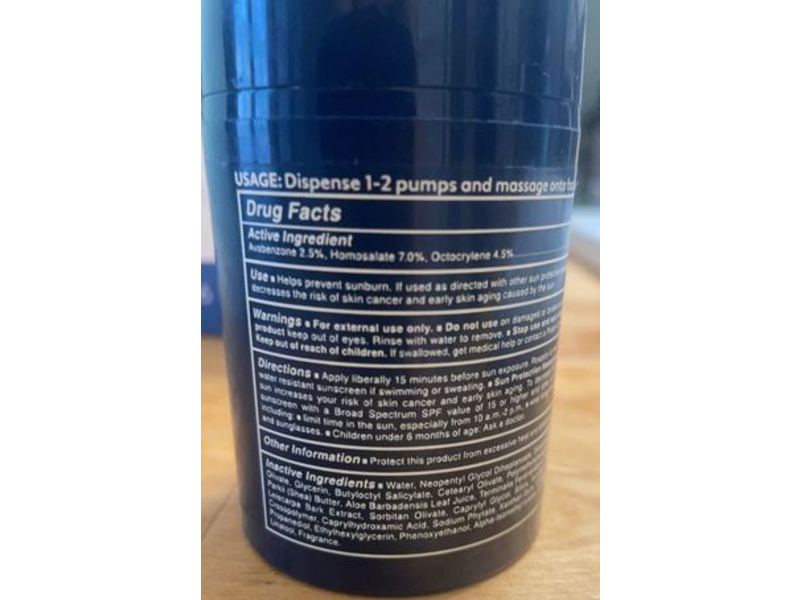 USAGE: Dispense 1-2 pumps and massage onto
Drug Facts
Active Ingredient
Avobenzone 2.5%, Homosalate 7.0%, Octocrylene 4.5%
Use ▪ Helps prevent sunburn. If used as directed with other sun
decreases the risk of skin cancer and early skin aging caused by the sun
Warnings ▪ For external use only. ▪ Do not use on damaged or
product keep out of eyes. Rinse with water to remove. ▪ Stop use and
Keep out of reach of children. If swallowed, get medical help or contact a
Directions ▪ Apply liberally 15 minutes before sun exposure.
water resistant sunscreen if swimming or sweating. ▪ Sun Protection
sun increases your risk of skin cancer and early skin aging. To
sunscreen with a Broad Spectrum SPF value of 15 or higher and
including: ▪ limit time in the sun, especially from 10 a.m.-2 p.m. ▪
and sunglasses. ▪ Children under 6 months of age: Ask a doctor.
Other Information ▪ Protect this product from excessive heat and
Inactive Ingredients ▪ Water, Neopentyl Glycol Diheptanoate,
Olivate, Glycerin, Butyloctyl Salicylate, Cetearyl Olivate,
Parkii (Shea) Butter, Aloe Barbadensis Leaf Juice, Terminalia
Leiocarpa Bark Extract, Sorbitan Olivate, Caprylyl Glycol,
Crosspolymer, Caprylhydroxamic Acid, Sodium Phytate, Xanthan
Propanediol, Ethylhexylglycerin, Phenoxyethanol, Alpha-Isomethyl
Linalool, Fragrance.